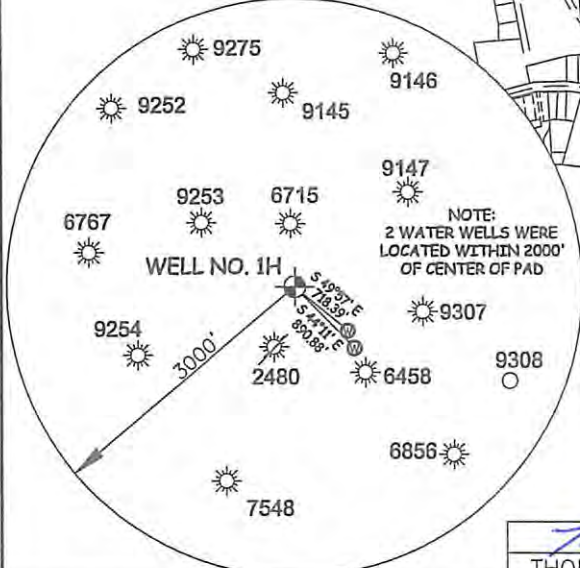 9275
9146
9252
9145
9147
9253
6715
6767
NOTE:
2 WATER WELLS WERE
LOCATED WITHIN 2000'
OF CENTER OF PAD
WELL NO. 1H
S 49°57' E
718.39'
S 44°11' E
890.88'
W
W
9307
9254
3000'
2480
6458
9308
6856
7548